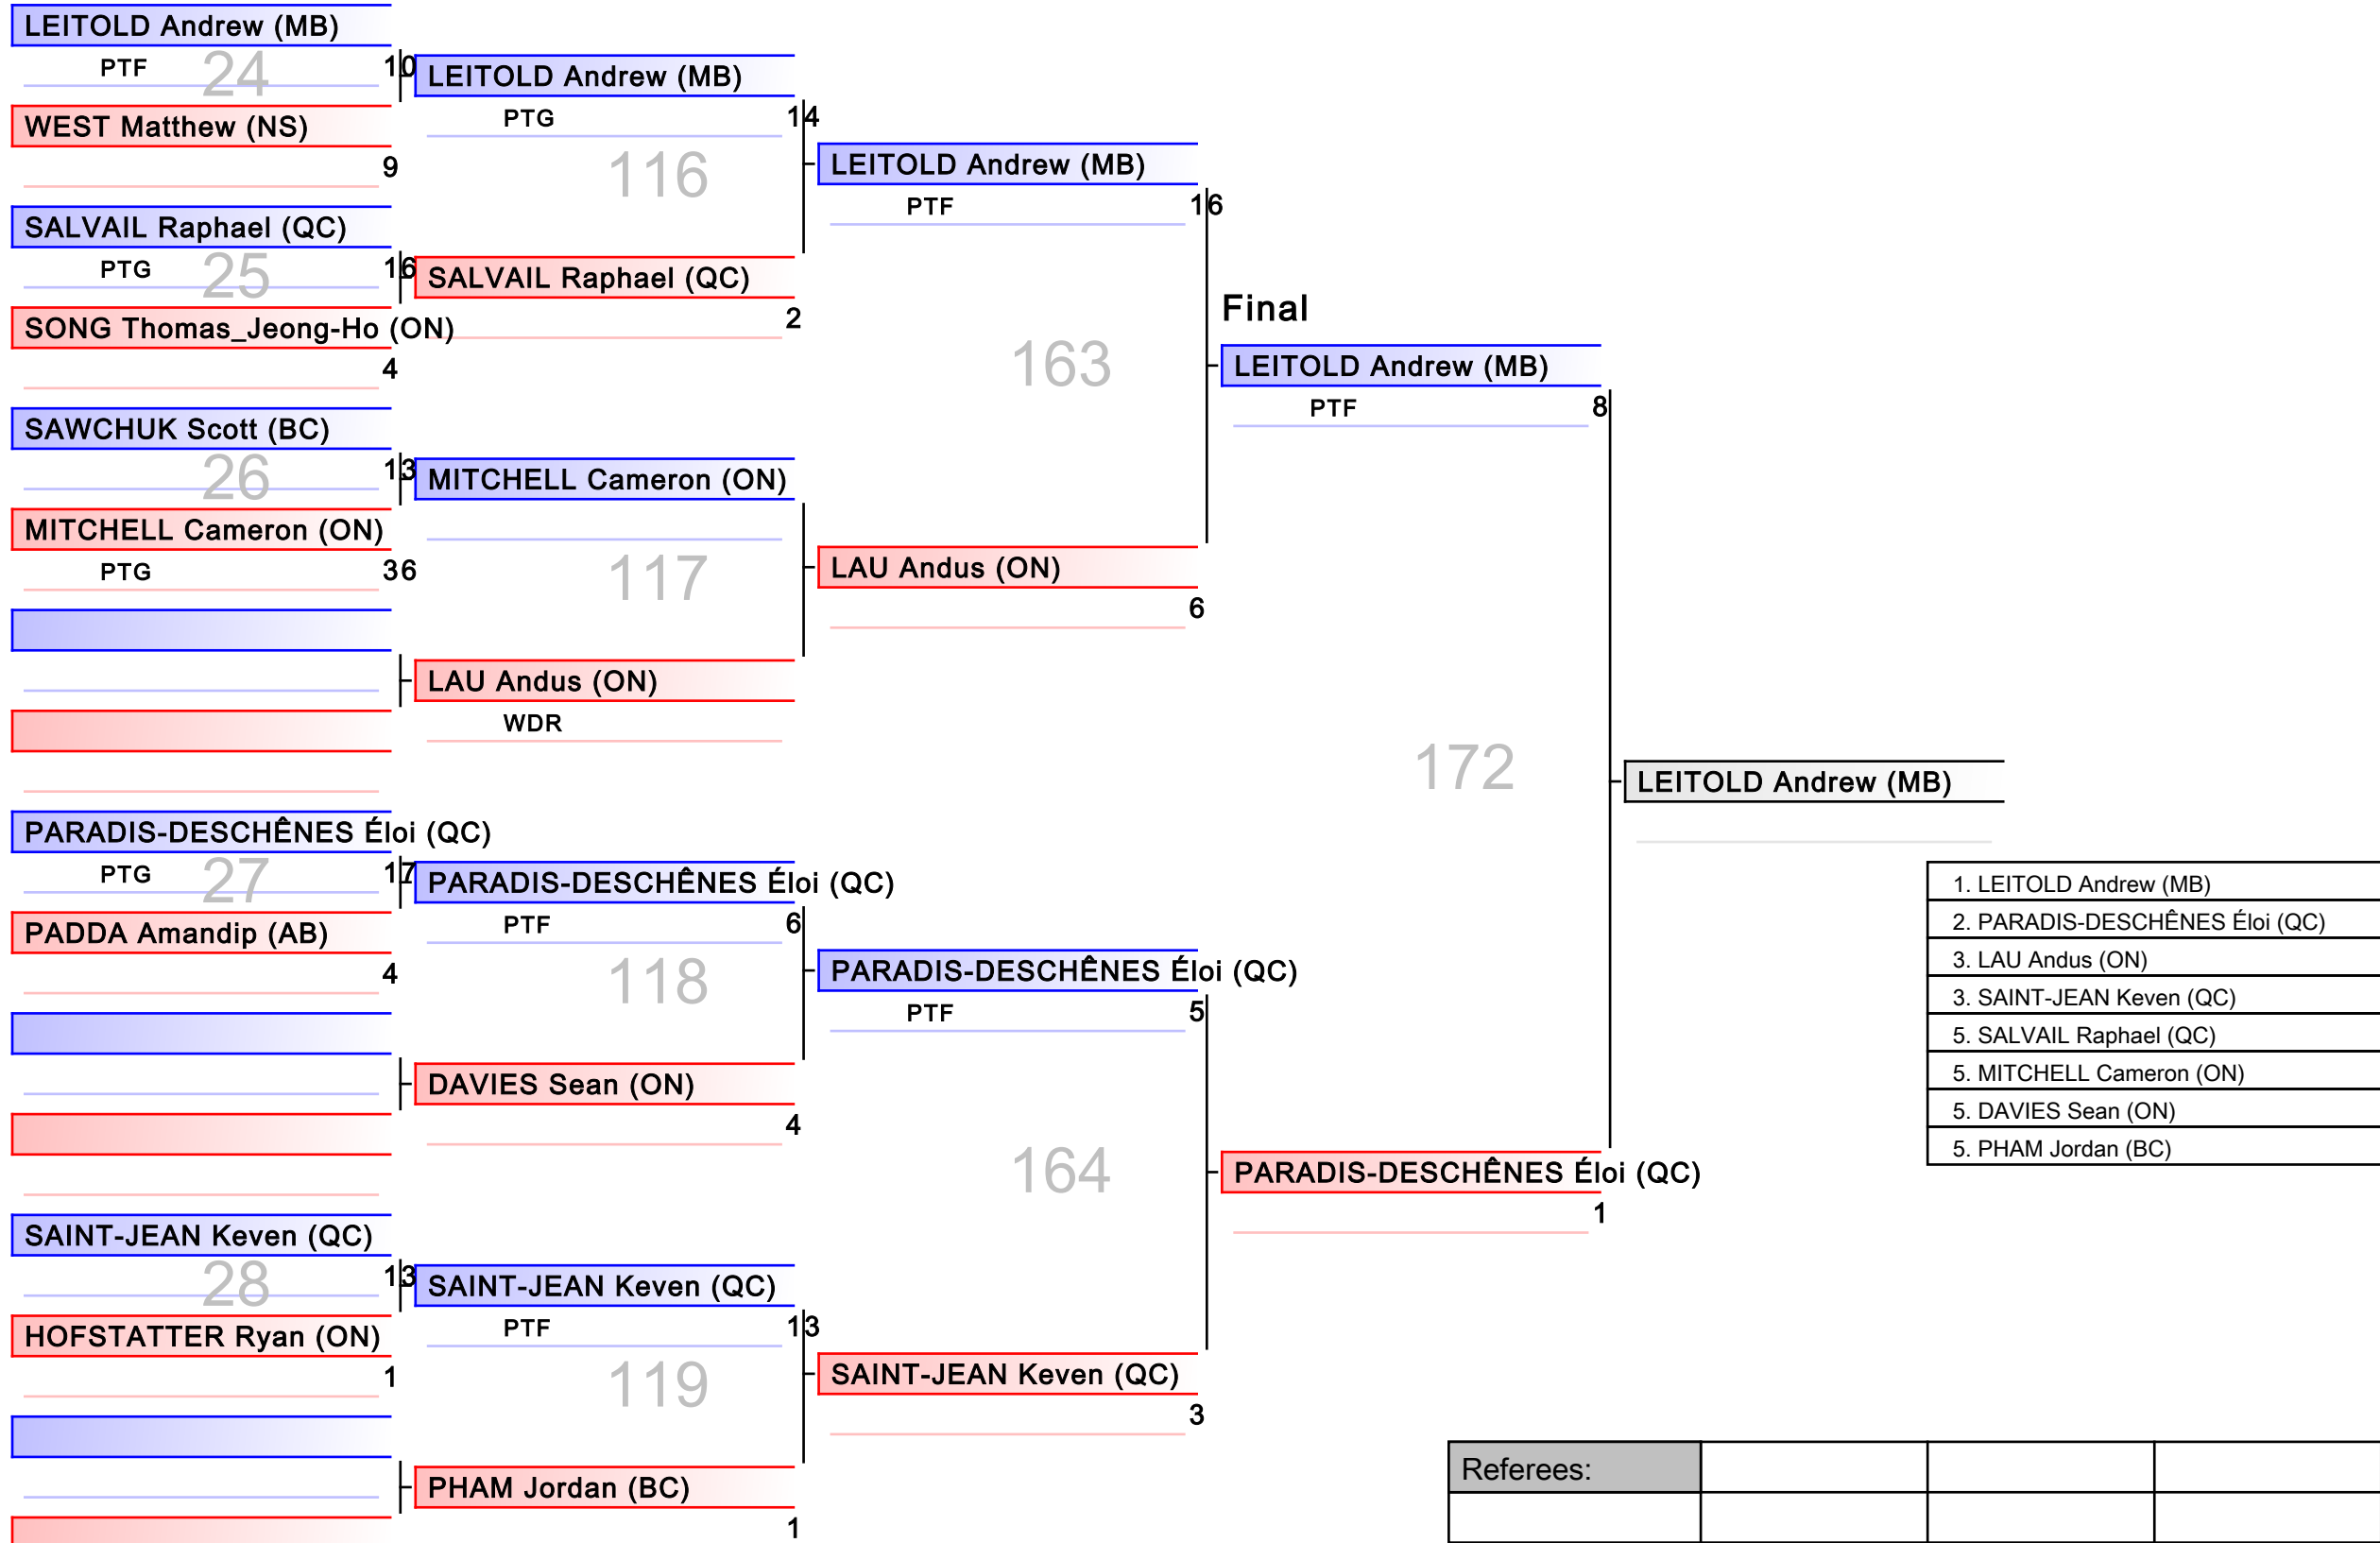 LEITOLD Andrew (MB)
PTF 24 10
WEST Matthew (NS)
9
SALVAIL Raphael (QC)
PTG 25 16
SONG Thomas_Jeong-Ho (ON)
4
SAWCHUK Scott (BC)
26 13
MITCHELL Cameron (ON)
PTG 36
PARADIS-DESCHÊNES Éloi (QC)
PTG 27 17
PADDA Amandip (AB)
4
SAINT-JEAN Keven (QC)
28 13
HOFSTATTER Ryan (ON)
1
LEITOLD Andrew (MB)
PTG 14
116
SALVAIL Raphael (QC)
2
MITCHELL Cameron (ON)
117
LAU Andus (ON)
WDR
PARADIS-DESCHÊNES Éloi (QC)
PTF 6
118
DAVIES Sean (ON)
4
SAINT-JEAN Keven (QC)
PTF 13
119
PHAM Jordan (BC)
1
LEITOLD Andrew (MB)
PTF 16
163
LAU Andus (ON)
6
PARADIS-DESCHÊNES Éloi (QC)
PTF 5
164
SAINT-JEAN Keven (QC)
3
Final
LEITOLD Andrew (MB)
PTF 8
172
PARADIS-DESCHÊNES Éloi (QC)
1
LEITOLD Andrew (MB)
1. LEITOLD Andrew (MB)
2. PARADIS-DESCHÊNES Éloi (QC)
3. LAU Andus (ON)
3. SAINT-JEAN Keven (QC)
5. SALVAIL Raphael (QC)
5. MITCHELL Cameron (ON)
5. DAVIES Sean (ON)
5. PHAM Jordan (BC)
Referees: